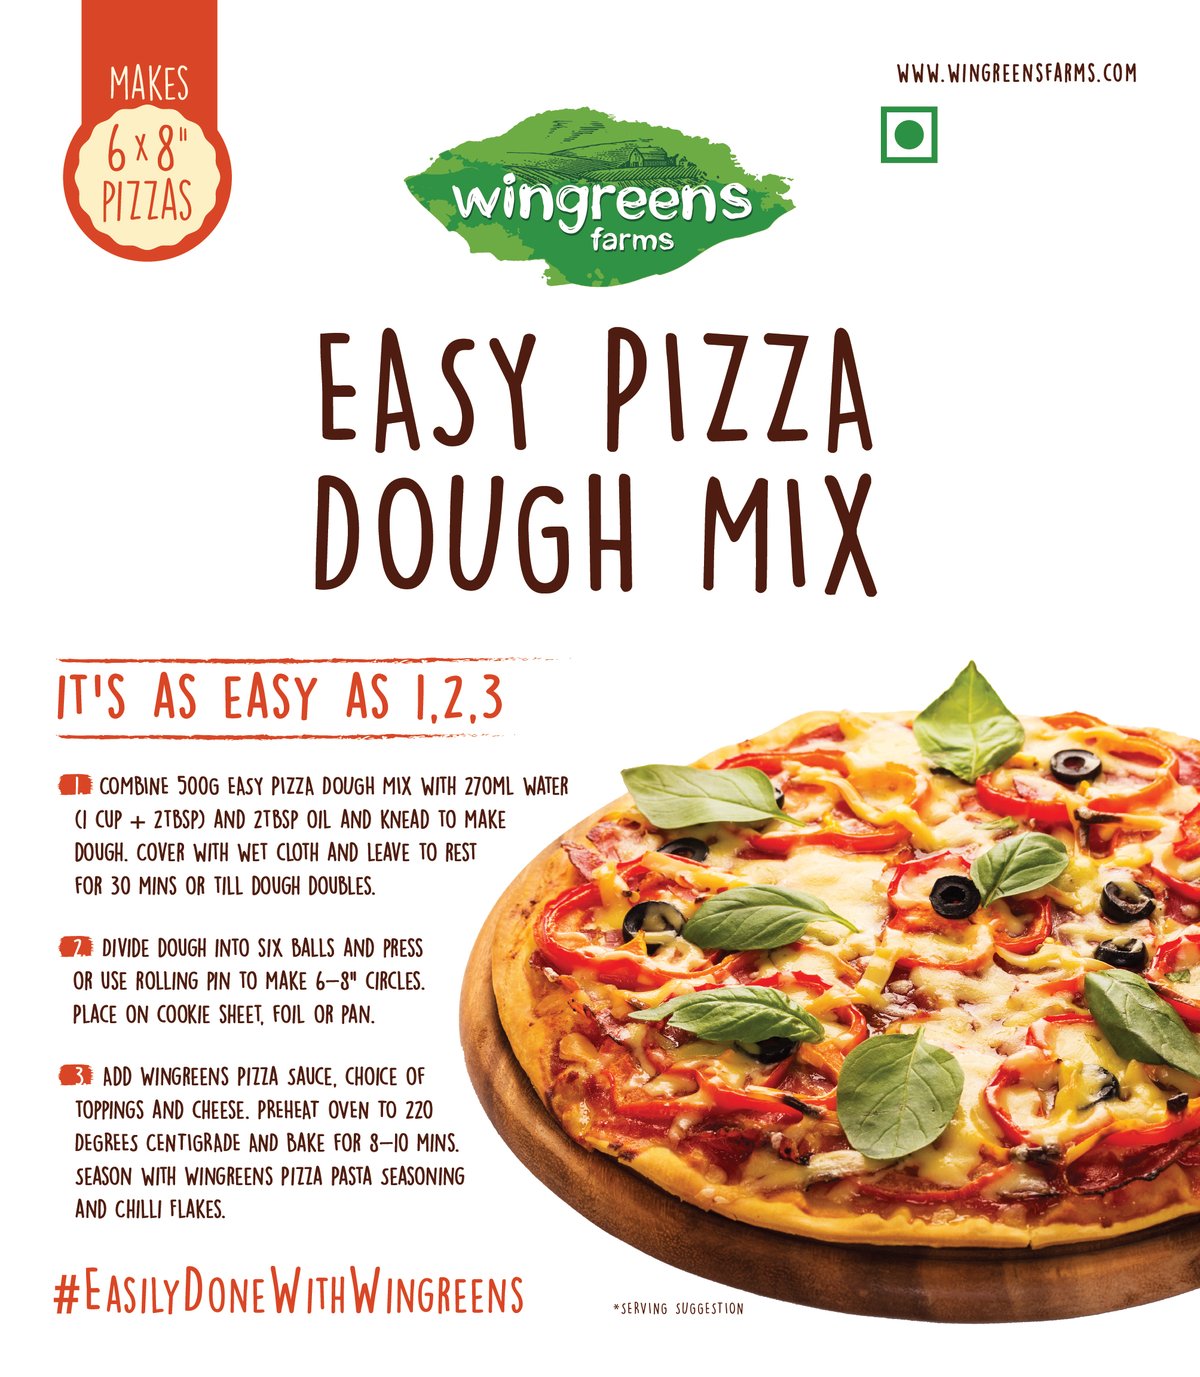 MAKES
6 x 8"
PIZZAS
WWW.WINGREENSFARMS.COM
wingreens
farms
EASY PIZZA
DOUGH MIX
IT'S AS EASY AS 1,2,3
1. COMBINE 500G EASY PIZZA DOUGH MIX WITH 270ML WATER
(1 CUP + 2TBSP) AND 2TBSP OIL AND KNEAD TO MAKE
DOUGH. COVER WITH WET CLOTH AND LEAVE TO REST
FOR 30 MINS OR TILL DOUGH DOUBLES.
2. DIVIDE DOUGH INTO SIX BALLS AND PRESS
OR USE ROLLING PIN TO MAKE 6–8" CIRCLES.
PLACE ON COOKIE SHEET, FOIL OR PAN.
3. ADD WINGREENS PIZZA SAUCE, CHOICE OF
TOPPINGS AND CHEESE. PREHEAT OVEN TO 220
DEGREES CENTIGRADE AND BAKE FOR 8–10 MINS.
SEASON WITH WINGREENS PIZZA PASTA SEASONING
AND CHILLI FLAKES.
#EASILYDONEWITHWINGREENS
*SERVING SUGGESTION